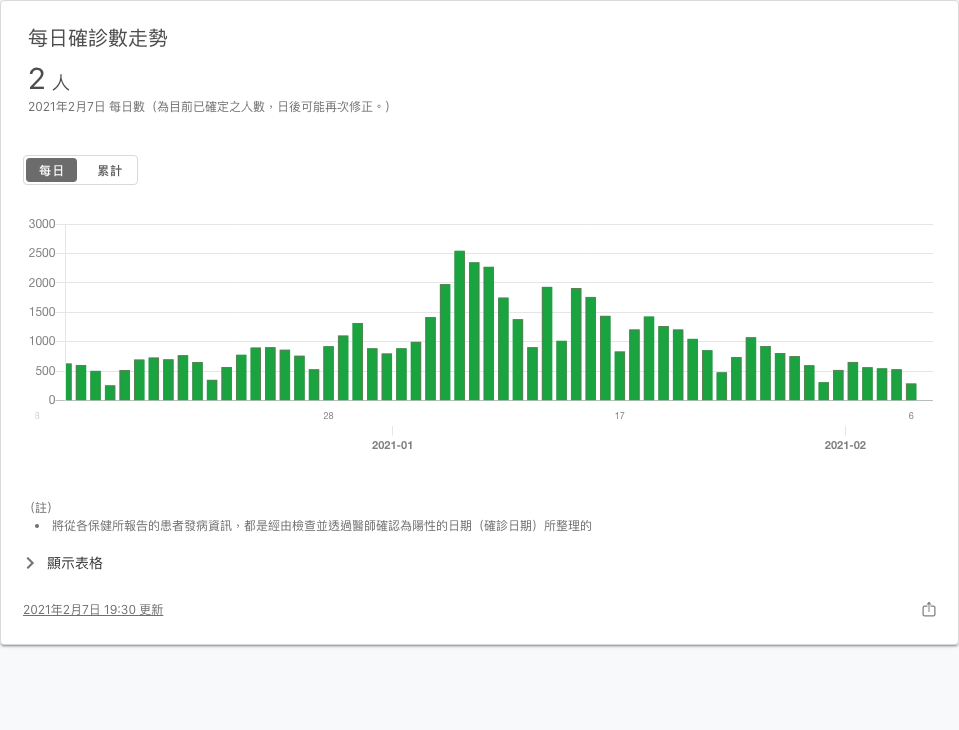 每日確診數走勢
2 人
2021年2月7日 每日數（為目前已確定之人數，日後可能再次修正。）
每日 累計
3000
2500
2000
1500
1000
500
0
8 28 17 6
2021-01 2021-02
（註）
• 將從各保健所報告的患者發病資訊，都是經由檢查並透過醫師確認為陽性的日期（確診日期）所整理的
顯示表格
2021年2月7日 19:30 更新